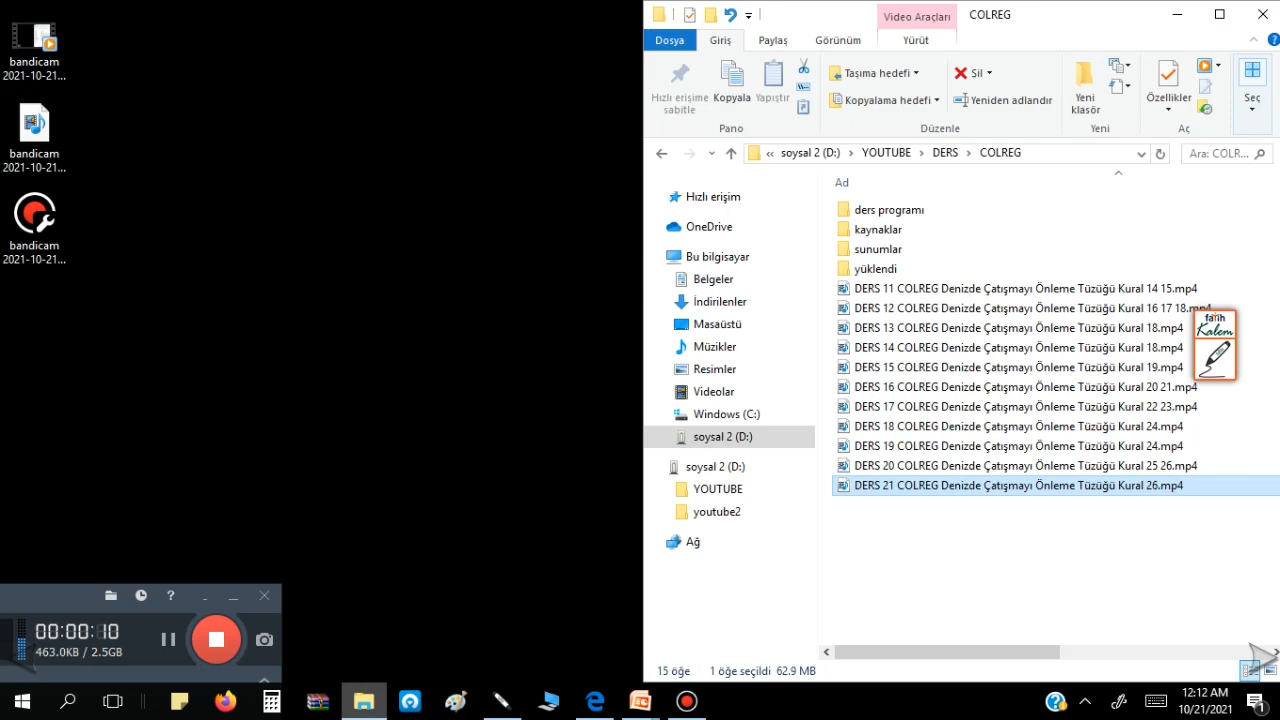 bandicam
2021-10-21...
bandicam
2021-10-21...
bandicam
2021-10-21...
00:00:10
463.0KB / 2.5GB
Video Araçları
COLREG
Dosya
Giriş
Paylaş
Görünüm
Yürüt
Hızlı erişime
sabitle
Kopyala
Yapıştır
Taşıma hedefi
Kopyalama hedefi
Sil
Yeniden adlandır
Yeni
klasör
Özellikler
Seç
Pano
Düzenle
Yeni
Aç
« soysal 2 (D:) > YOUTUBE > DERS > COLREG
Ara: COLR...
Hızlı erişim
OneDrive
Bu bilgisayar
Belgeler
İndirilenler
Masaüstü
Müzikler
Resimler
Videolar
Windows (C:)
soysal 2 (D:)
soysal 2 (D:)
YOUTUBE
youtube2
Ağ
Ad
ders programı
kaynaklar
sunumlar
yüklendi
DERS 11 COLREG Denizde Çatışmayı Önleme Tüzüğü Kural 14 15.mp4
DERS 12 COLREG Denizde Çatışmayı Önleme Tüzüğü Kural 16 17 18.mp4
DERS 13 COLREG Denizde Çatışmayı Önleme Tüzüğü Kural 18.mp4
DERS 14 COLREG Denizde Çatışmayı Önleme Tüzüğü Kural 18.mp4
DERS 15 COLREG Denizde Çatışmayı Önleme Tüzüğü Kural 19.mp4
DERS 16 COLREG Denizde Çatışmayı Önleme Tüzüğü Kural 20 21.mp4
DERS 17 COLREG Denizde Çatışmayı Önleme Tüzüğü Kural 22 23.mp4
DERS 18 COLREG Denizde Çatışmayı Önleme Tüzüğü Kural 24.mp4
DERS 19 COLREG Denizde Çatışmayı Önleme Tüzüğü Kural 24.mp4
DERS 20 COLREG Denizde Çatışmayı Önleme Tüzüğü Kural 25 26.mp4
DERS 21 COLREG Denizde Çatışmayı Önleme Tüzüğü Kural 26.mp4
fatih
Kalem
15 öğe
1 öğe seçildi 62.9 MB
12:12 AM
10/21/2021
1